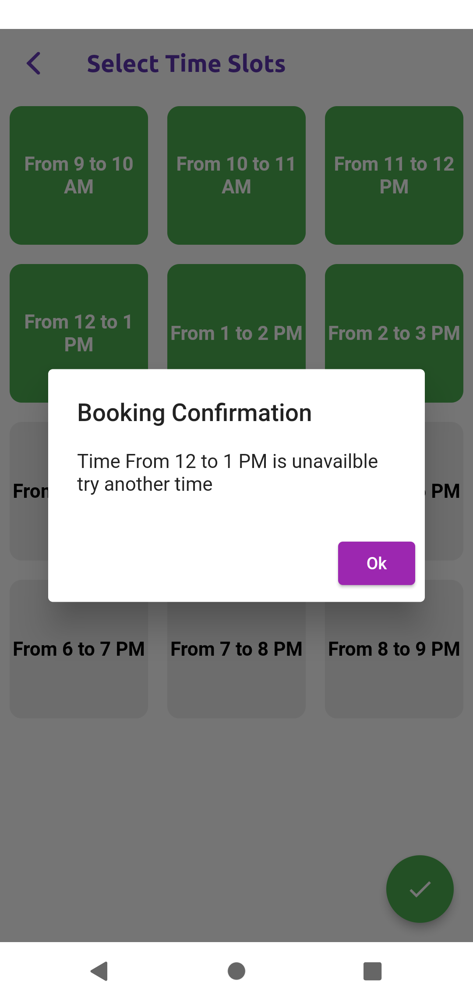 Select Time Slots
From 9 to 10
AM
From 10 to 11
AM
From 11 to 12
PM
From 12 to 1
PM
From 1 to 2 PM
From 2 to 3 PM
Booking Confirmation
Time From 12 to 1 PM is unavailble
try another time
PM
Ok
From 6 to 7 PM
From 7 to 8 PM
From 8 to 9 PM